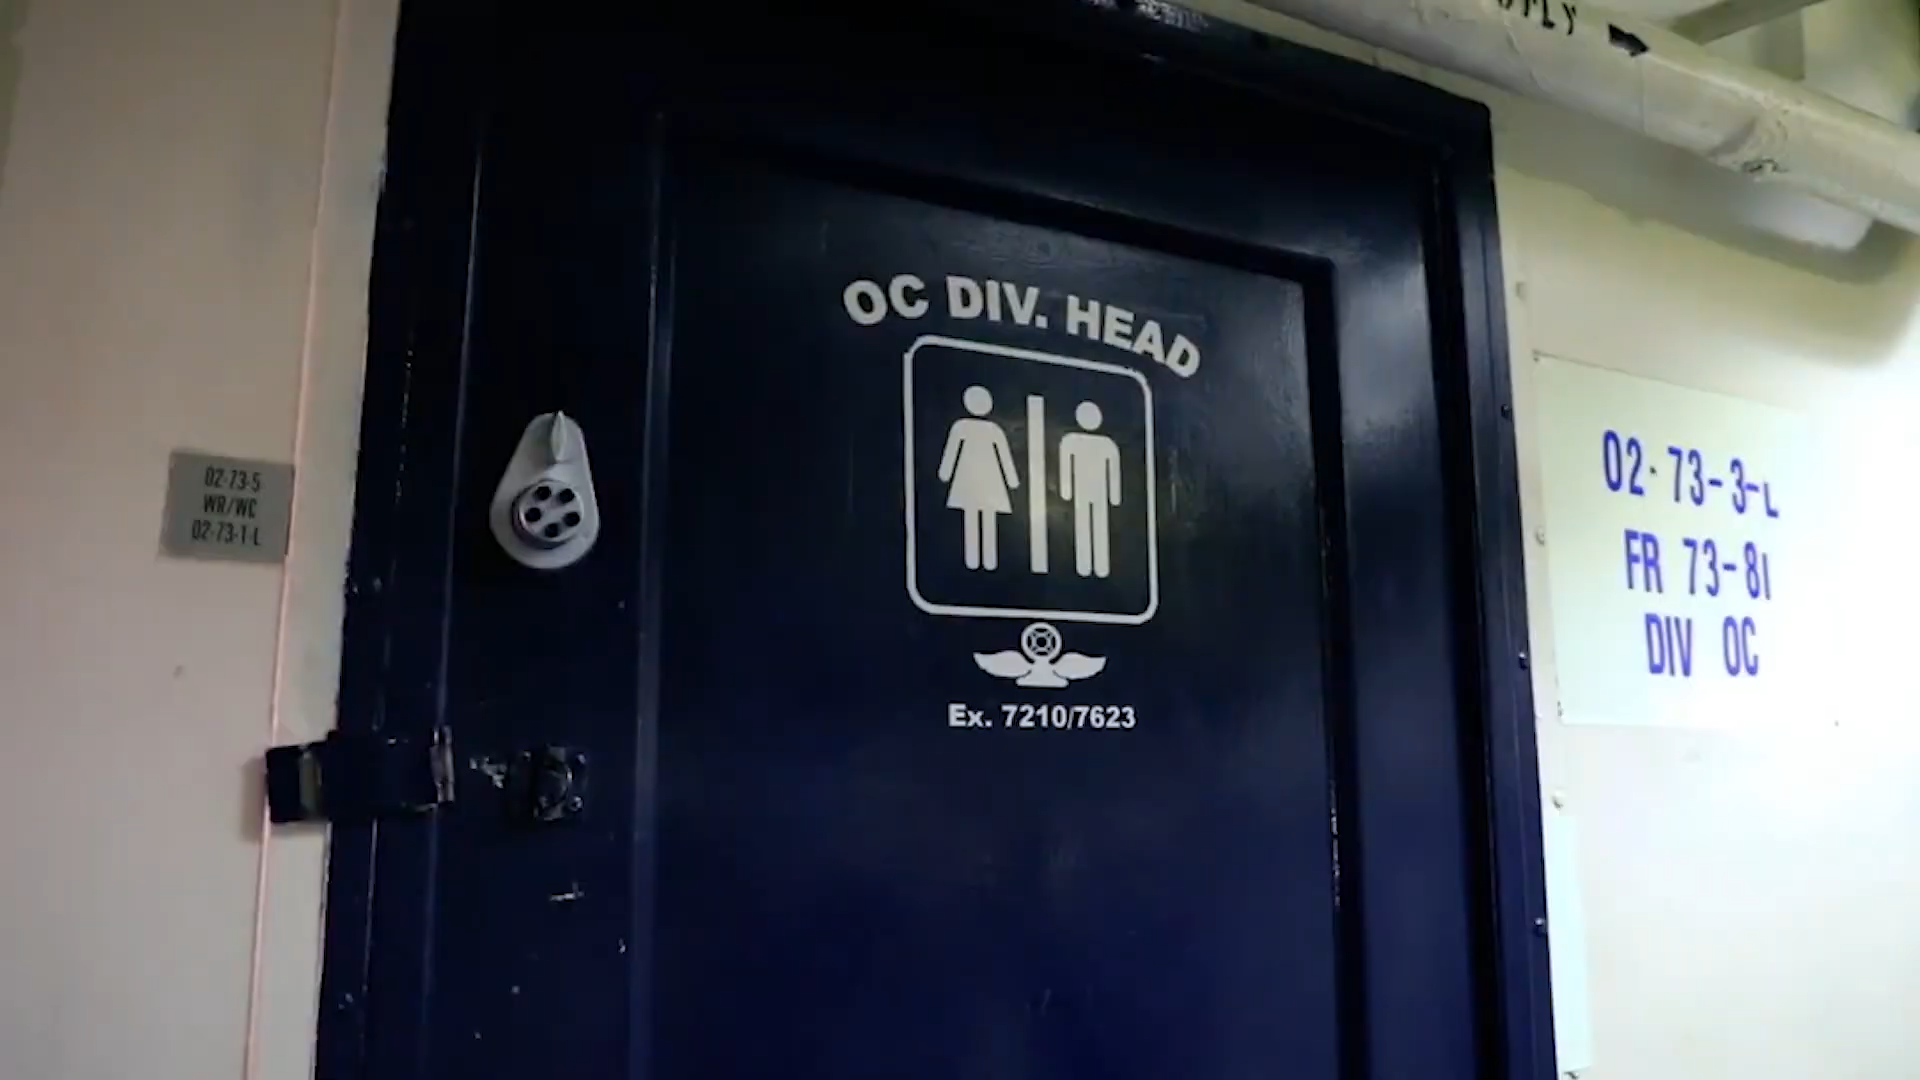 02-73-5
WR/WC
02-73-1-L
OC DIV. HEAD
Ex. 7210/7623
02-73-3-L
FR 73-81
DIV OC